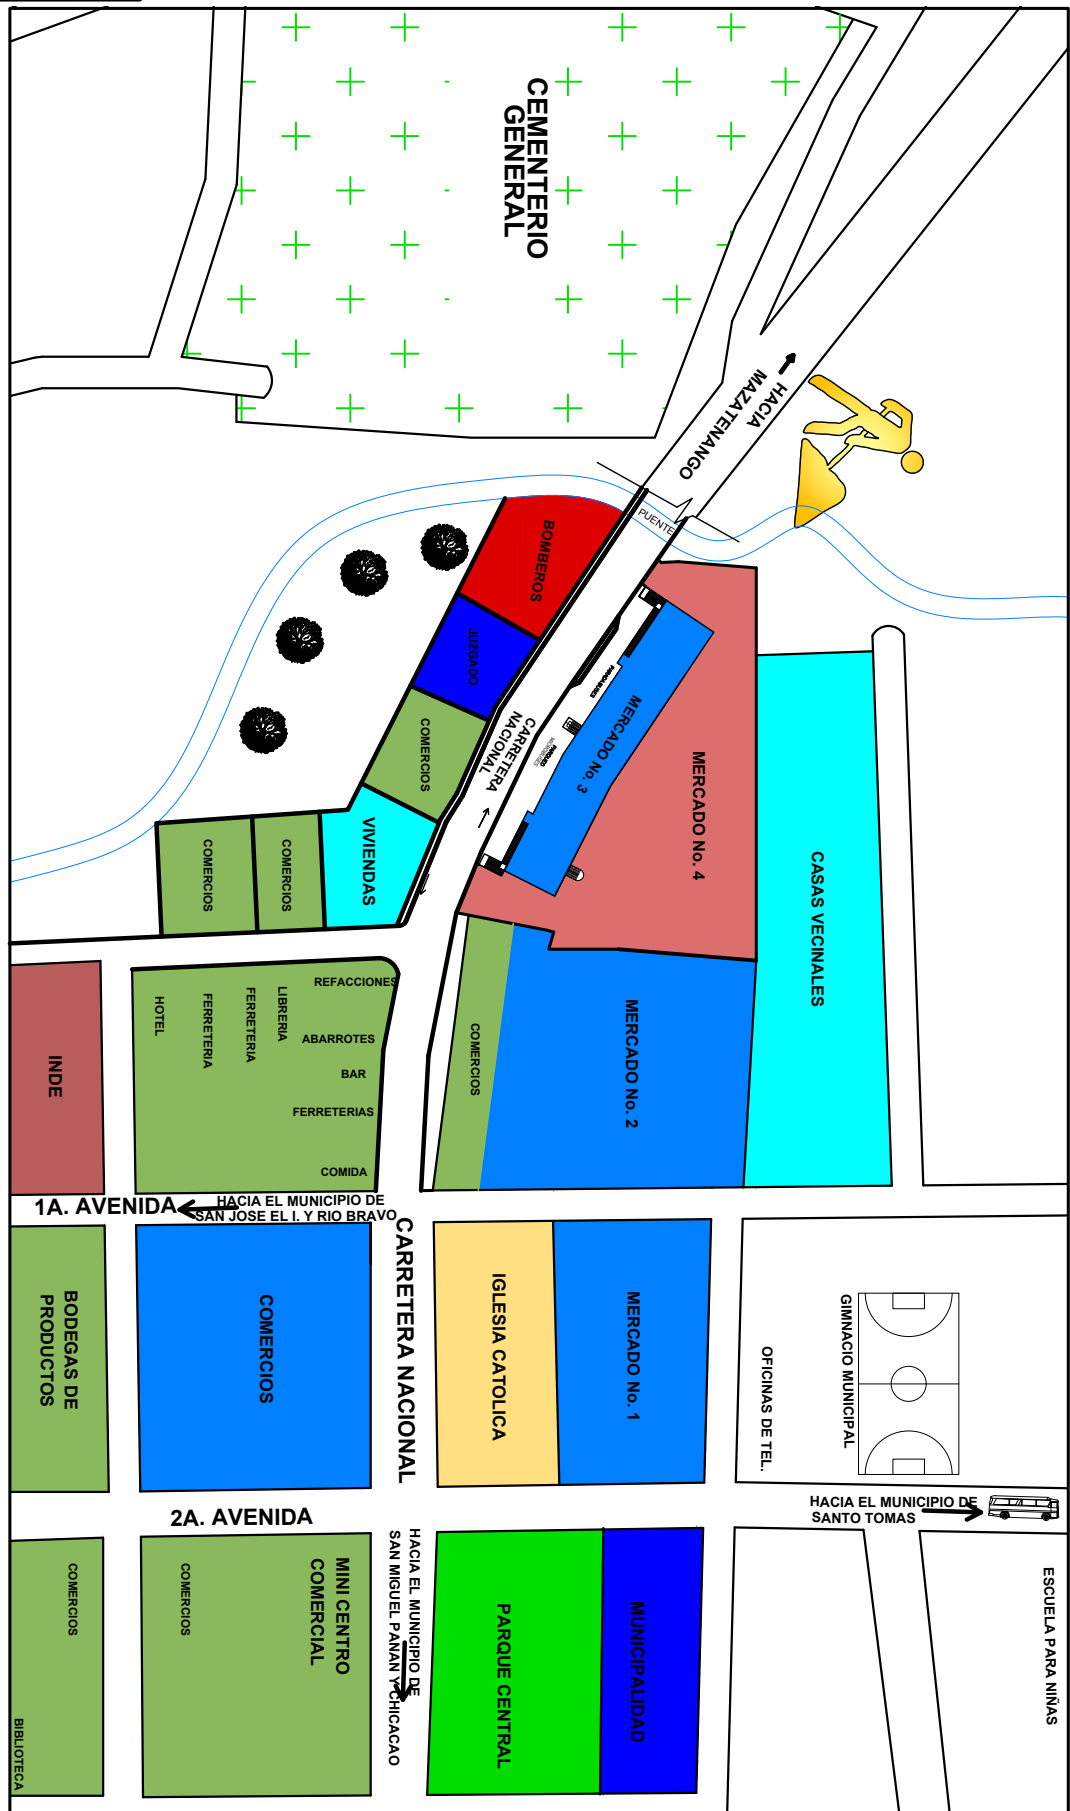 CEMENTERIO
GENERAL
HACIA
MAZATENANGO
PUENTE
BOMBEROS
JUZGADO
COMERCIOS
VIVIENDAS
COMERCIOS
COMERCIOS
CARRETERA
NACIONAL
PARADA BUSES
PARQUEO
MICROBUSES
MERCADO No. 3
MERCADO No. 4
CASAS VECINALES
COMERCIOS
MERCADO No. 2
INDE
HOTEL
FERRETERIA
FERRETERIA
LIBRERIA
REFACCIONES
ABARROTES
BAR
FERRETERIAS
COMIDA
1A. AVENIDA
HACIA EL MUNICIPIO DE
SAN JOSE EL I. Y RIO BRAVO
CARRETERA NACIONAL
BODEGAS DE
PRODUCTOS
COMERCIOS
IGLESIA CATOLICA
MERCADO No. 1
OFICINAS DE TEL.
GIMNACIO MUNICIPAL
2A. AVENIDA
HACIA EL MUNICIPIO DE
SANTO TOMAS
HACIA EL MUNICIPIO DE
SAN MIGUEL PANAN Y CHICACAO
COMERCIOS
BIBLIOTECA
COMERCIOS
MINI CENTRO
COMERCIAL
PARQUE CENTRAL
MUNICIPALIDAD
ESCUELA PARA NIÑAS